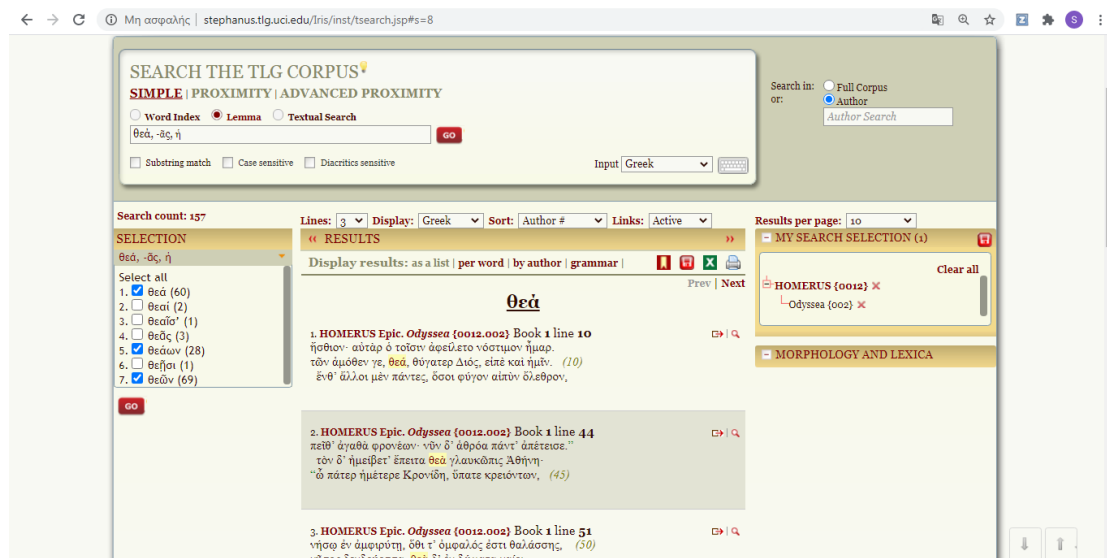 Μη ασφαλής | stephanus.tlg.uci.edu/Iris/inst/tsearch.jsp#s=8
S
SEARCH THE TLG CORPUS
SIMPLE | PROXIMITY | ADVANCED PROXIMITY
Word Index Lemma Textual Search
θεά, -ᾶς, ἡ GO
Substring match Case sensitive Diacritics sensitive Input Greek
Search in: Full Corpus
or: Author
Author Search
Search count: 157
SELECTION
θεά, -ᾶς, ἡ
Select all
1. θεά (60)
2. θεαί (2)
3. θεαῖσ' (1)
4. θεᾶς (3)
5. θεάων (28)
6. θεῇσι (1)
7. θεῶν (69)
GO
Lines: 3 Display: Greek Sort: Author # Links: Active
« RESULTS »
Display results: as a list | per word | by author | grammar |
Prev | Next
θεά
1. HOMERUS Epic. Odyssea {0012.002} Book 1 line 10
ἤσθιον· αὐτὰρ ὁ τοῖσιν ἀφείλετο νόστιμον ἦμαρ.
τῶν ἁμόθεν γε, θεά, θύγατερ Διός, εἰπὲ καὶ ἡμῖν. (10)
ἔνθ' ἄλλοι μὲν πάντες, ὅσοι φύγον αἰπὺν ὄλεθρον,
2. HOMERUS Epic. Odyssea {0012.002} Book 1 line 44
πεῖθ' ἀγαθὰ φρονέων· νῦν δ' ἁθρόα πάντ' ἀπέτεισε."
τὸν δ' ἠμείβετ' ἔπειτα θεὰ γλαυκῶπις Ἀθήνη·
"ὦ πάτερ ἡμέτερε Κρονίδη, ὕπατε κρειόντων, (45)
3. HOMERUS Epic. Odyssea {0012.002} Book 1 line 51
νήσῳ ἐν ἀμφιρύτῃ, ὅθι τ' ὀμφαλός ἐστι θαλάσσης, (50)
Results per page: 10
MY SEARCH SELECTION (1)
Clear all
HOMERUS {0012}
Odyssea {002}
MORPHOLOGY AND LEXICA